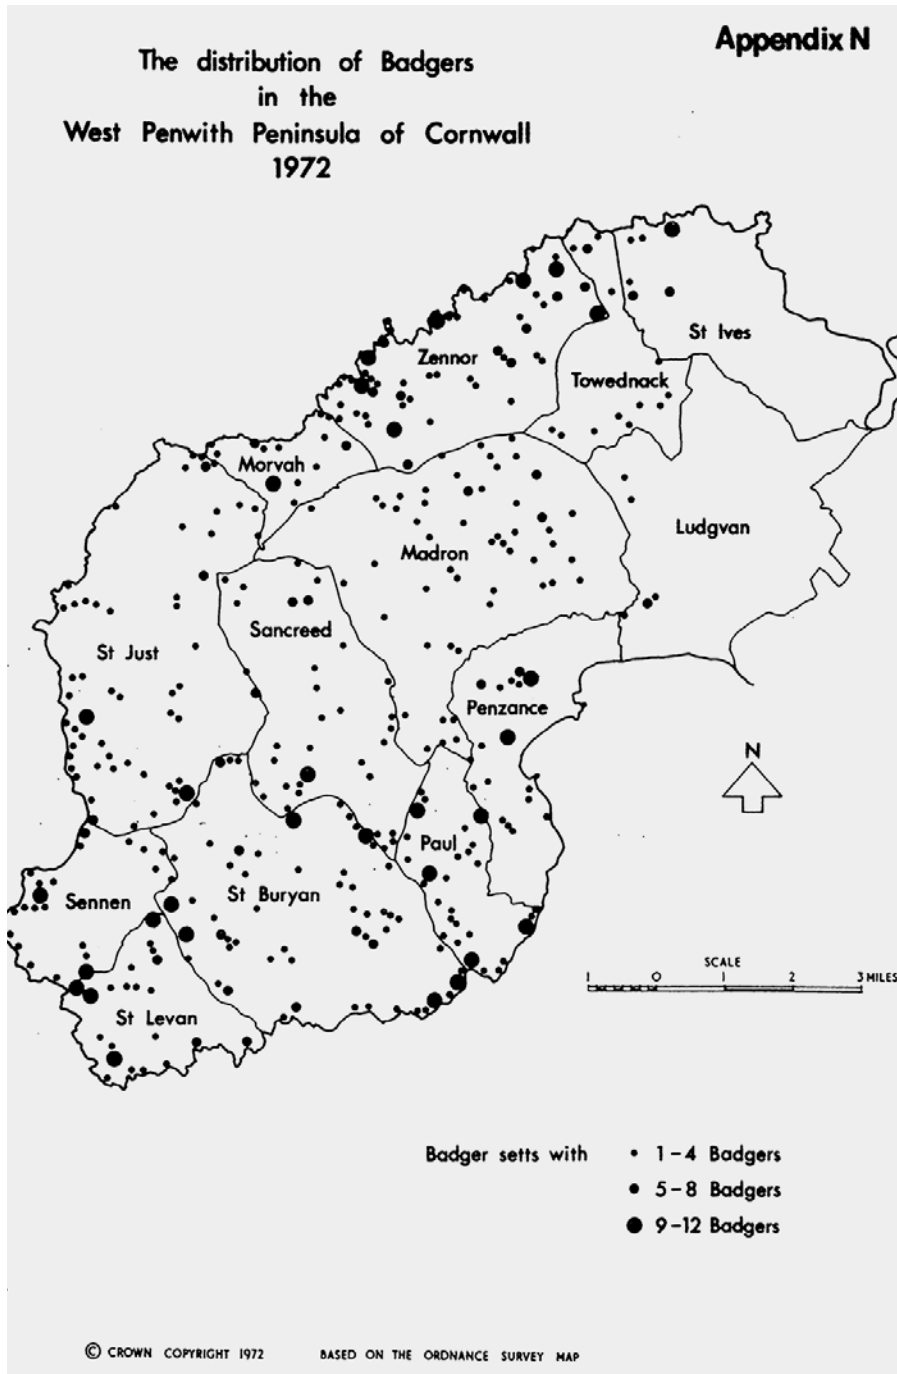 Appendix N
The distribution of Badgers
in the
West Penwith Peninsula of Cornwall
1972
St Ives
Zennor
Towednack
Morvah
Ludgvan
Madron
Sancreed
St Just
Penzance
N
Paul
St Buryan
Sennen
SCALE
1 0 1 2 3 MILES
St Levan
Badger setts with 1-4 Badgers
5-8 Badgers
9-12 Badgers
© CROWN COPYRIGHT 1972 BASED ON THE ORDNANCE SURVEY MAP